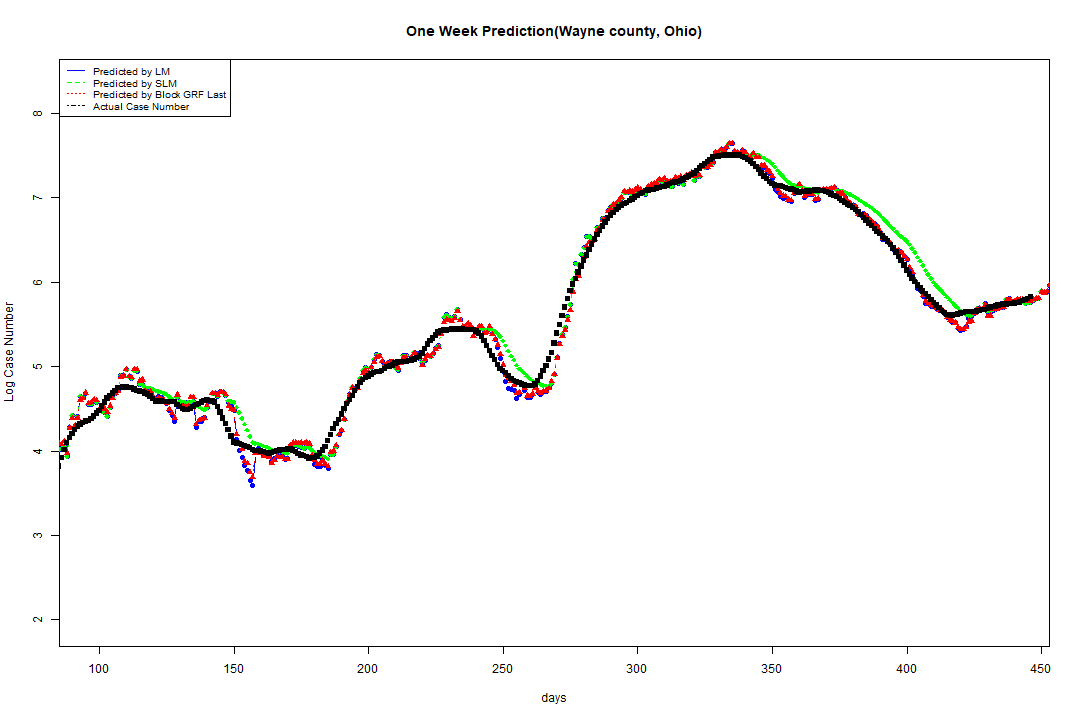 One Week Prediction(Wayne county, Ohio)
Predicted by LM
Predicted by SLM
Predicted by Block GRF Last
Actual Case Number
Log Case Number
8
7
6
5
4
3
2
100 150 200 250 300 350 400 450
days